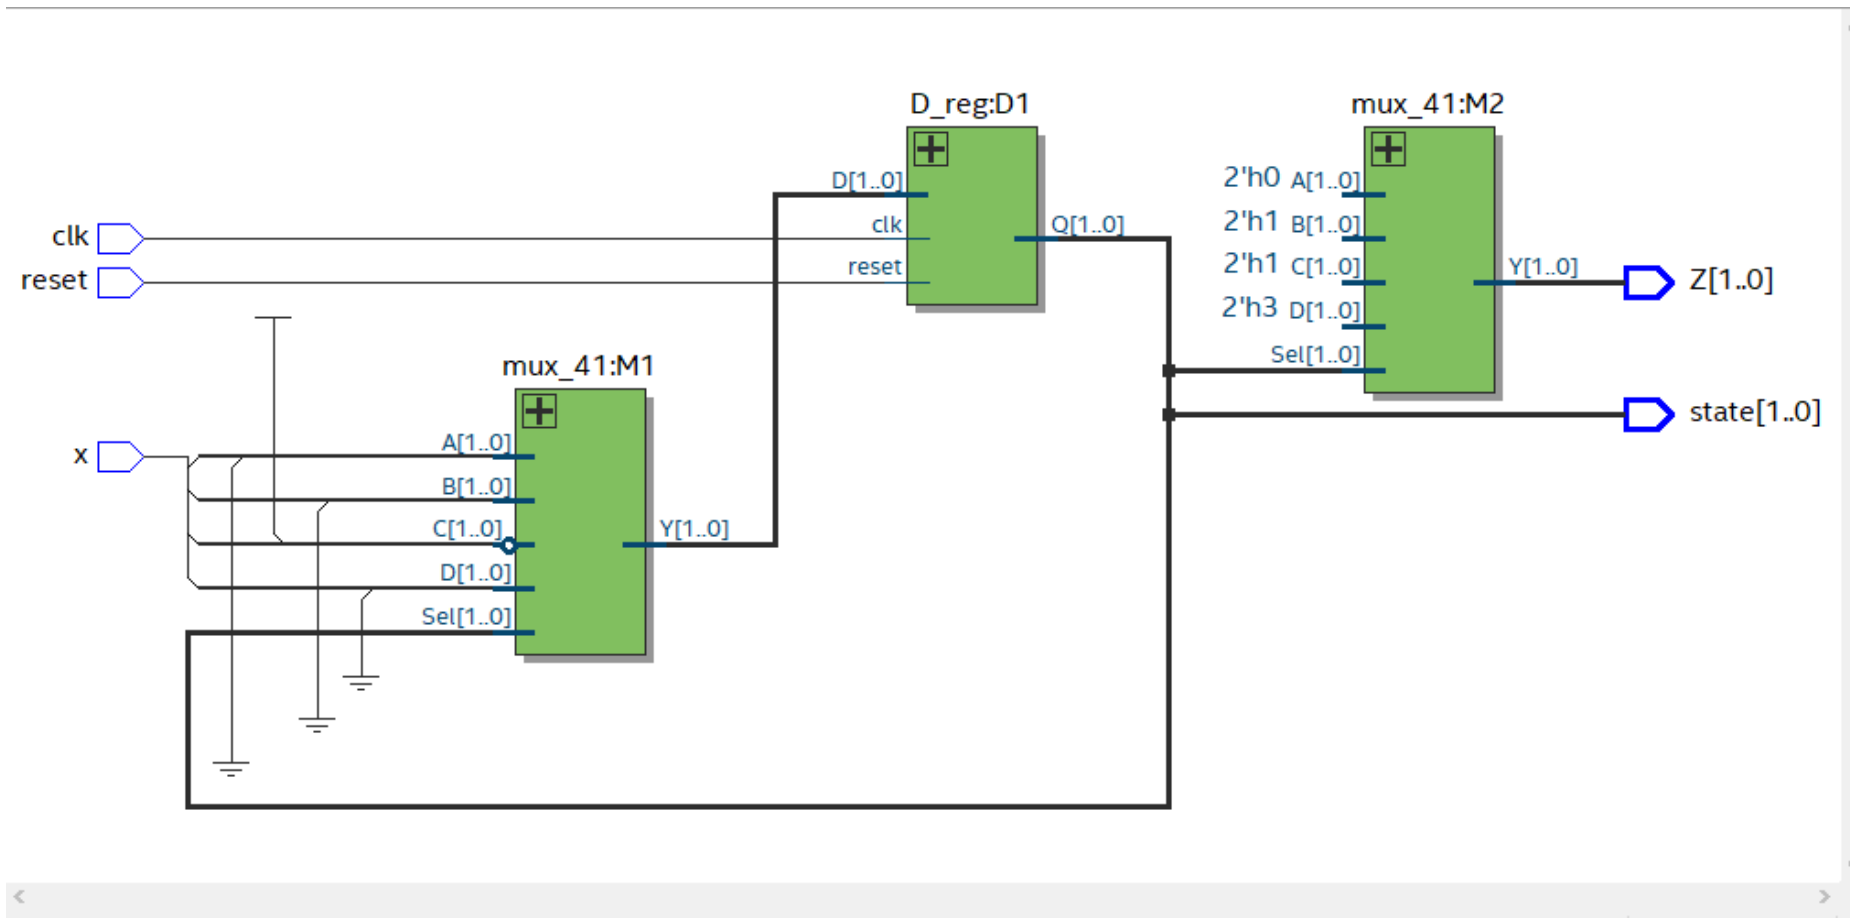 D_reg:D1
mux_41:M2
D[1..0]
clk
reset
Q[1..0]
2'h0 A[1..0]
2'h1 B[1..0]
2'h1 C[1..0]
2'h3 D[1..0]
Sel[1..0]
Y[1..0]
Z[1..0]
state[1..0]
clk
reset
mux_41:M1
x
A[1..0]
B[1..0]
C[1..0]
D[1..0]
Sel[1..0]
Y[1..0]